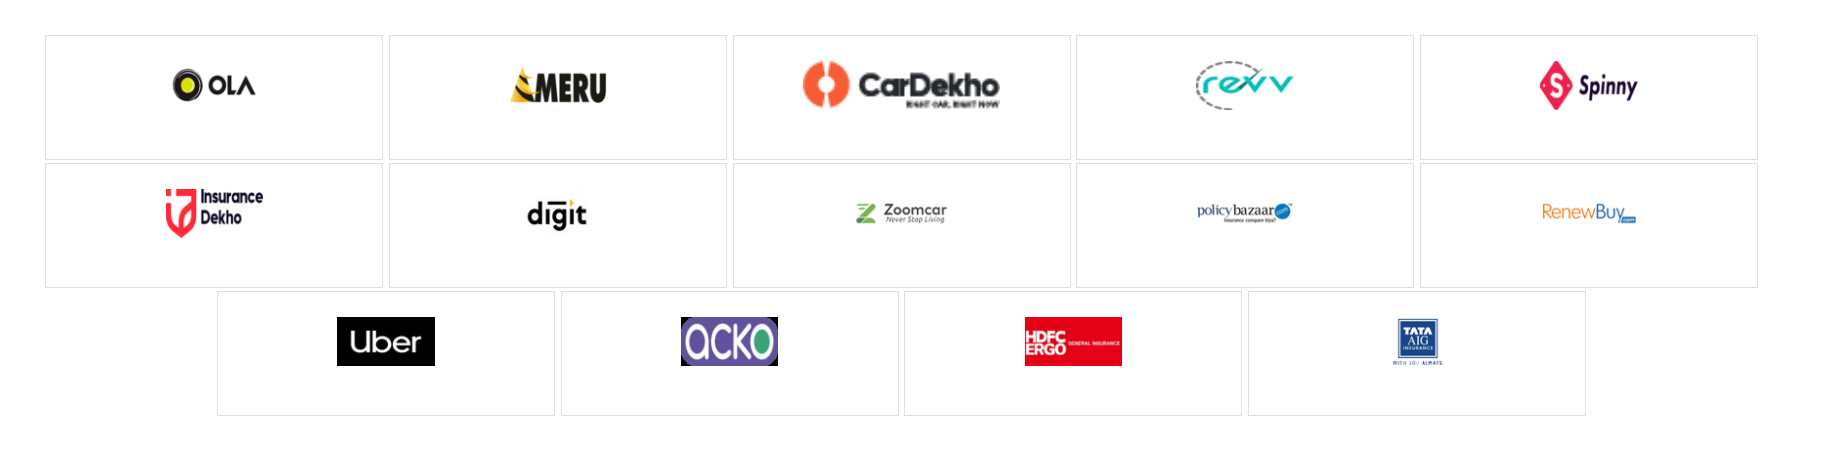 OLA
MERU
CarDekho
RIGHT CAR. RIGHT NOW
revv
S Spinny
Insurance
Dekho
digit
Zoomcar
Never Stop Living
policybazaar.com™
Insurance compare kiya?
RenewBuy.com
Uber
acko
HDFC
ERGO
GENERAL INSURANCE
TATA
AIG
INSURANCE
WITH YOU ALWAYS